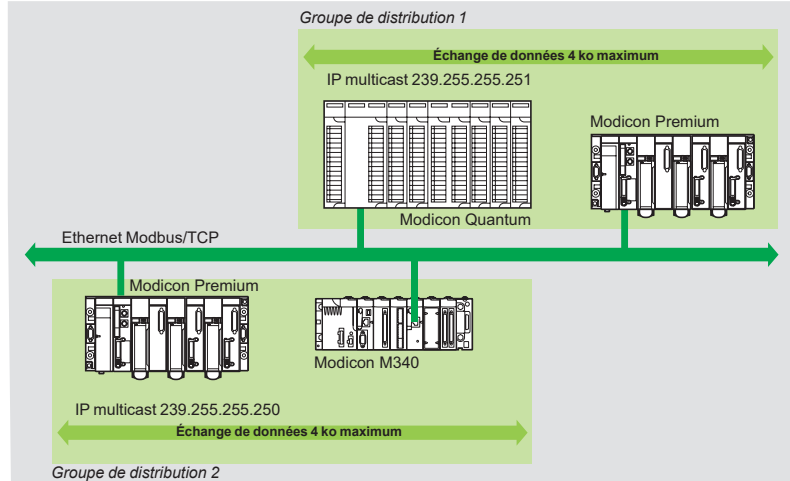 Groupe de distribution 1
Échange de données 4 ko maximum
IP multicast 239.255.255.251
Modicon Premium
Modicon Quantum
Ethernet Modbus/TCP
Modicon Premium
Modicon M340
IP multicast 239.255.255.250
Échange de données 4 ko maximum
Groupe de distribution 2